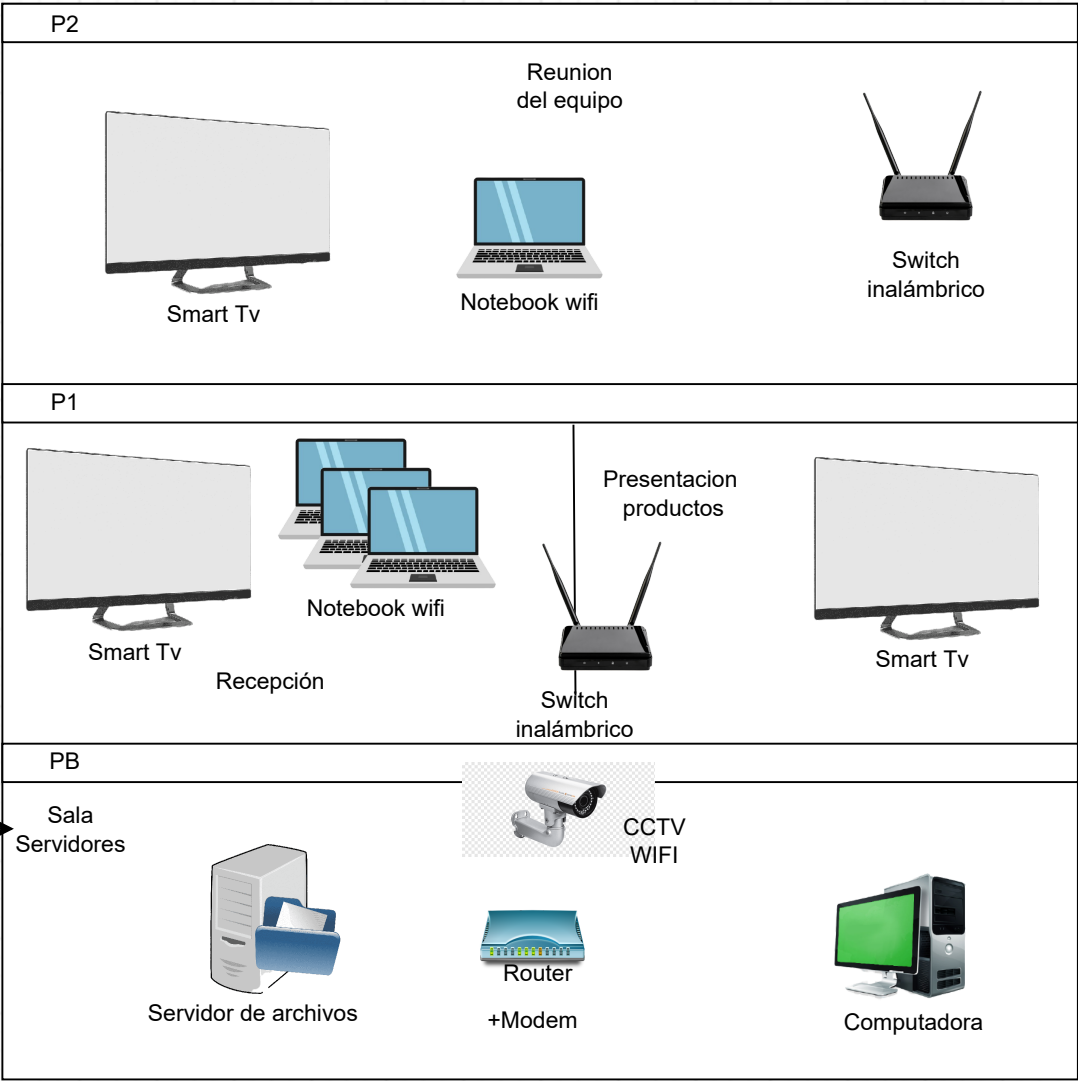 P2
Reunion
del equipo
Smart Tv
Notebook wifi
Switch
inalámbrico
P1
Presentacion
productos
Notebook wifi
Smart Tv
Recepción
Switch
inalámbrico
Smart Tv
PB
Sala
Servidores
CCTV
WIFI
Servidor de archivos
Router
+Modem
Computadora